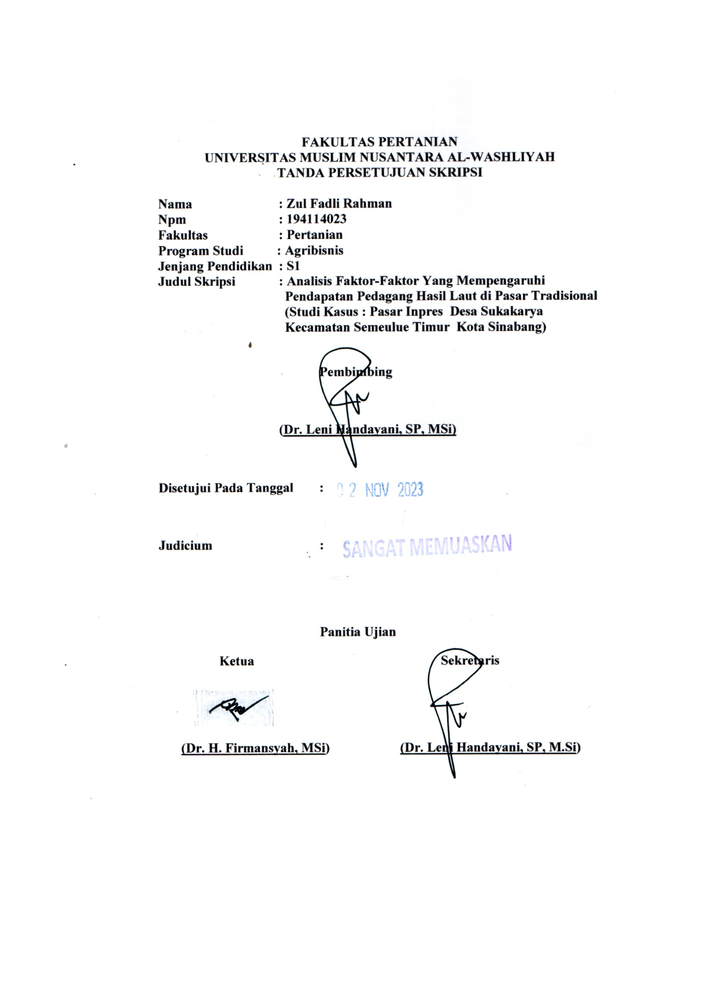 FAKULTAS PERTANIAN
UNIVERSITAS MUSLIM NUSANTARA AL-WASHLIYAH
TANDA PERSETUJUAN SKRIPSI
Nama : Zul Fadli Rahman
Npm : 194114023
Fakultas : Pertanian
Program Studi : Agribisnis
Jenjang Pendidikan : S1
Judul Skripsi : Analisis Faktor-Faktor Yang Mempengaruhi
Pendapatan Pedagang Hasil Laut di Pasar Tradisional
(Studi Kasus : Pasar Inpres Desa Sukakarya
Kecamatan Semeulue Timur Kota Sinabang)
Pembimbing
(Dr. Leni Handayani, SP, MSi)
Disetujui Pada Tanggal : 02 NOV 2023
Judicium : SANGAT MEMUASKAN
Panitia Ujian
Ketua Sekretaris
(Dr. H. Firmansyah, MSi) (Dr. Leni Handayani, SP, M.Si)